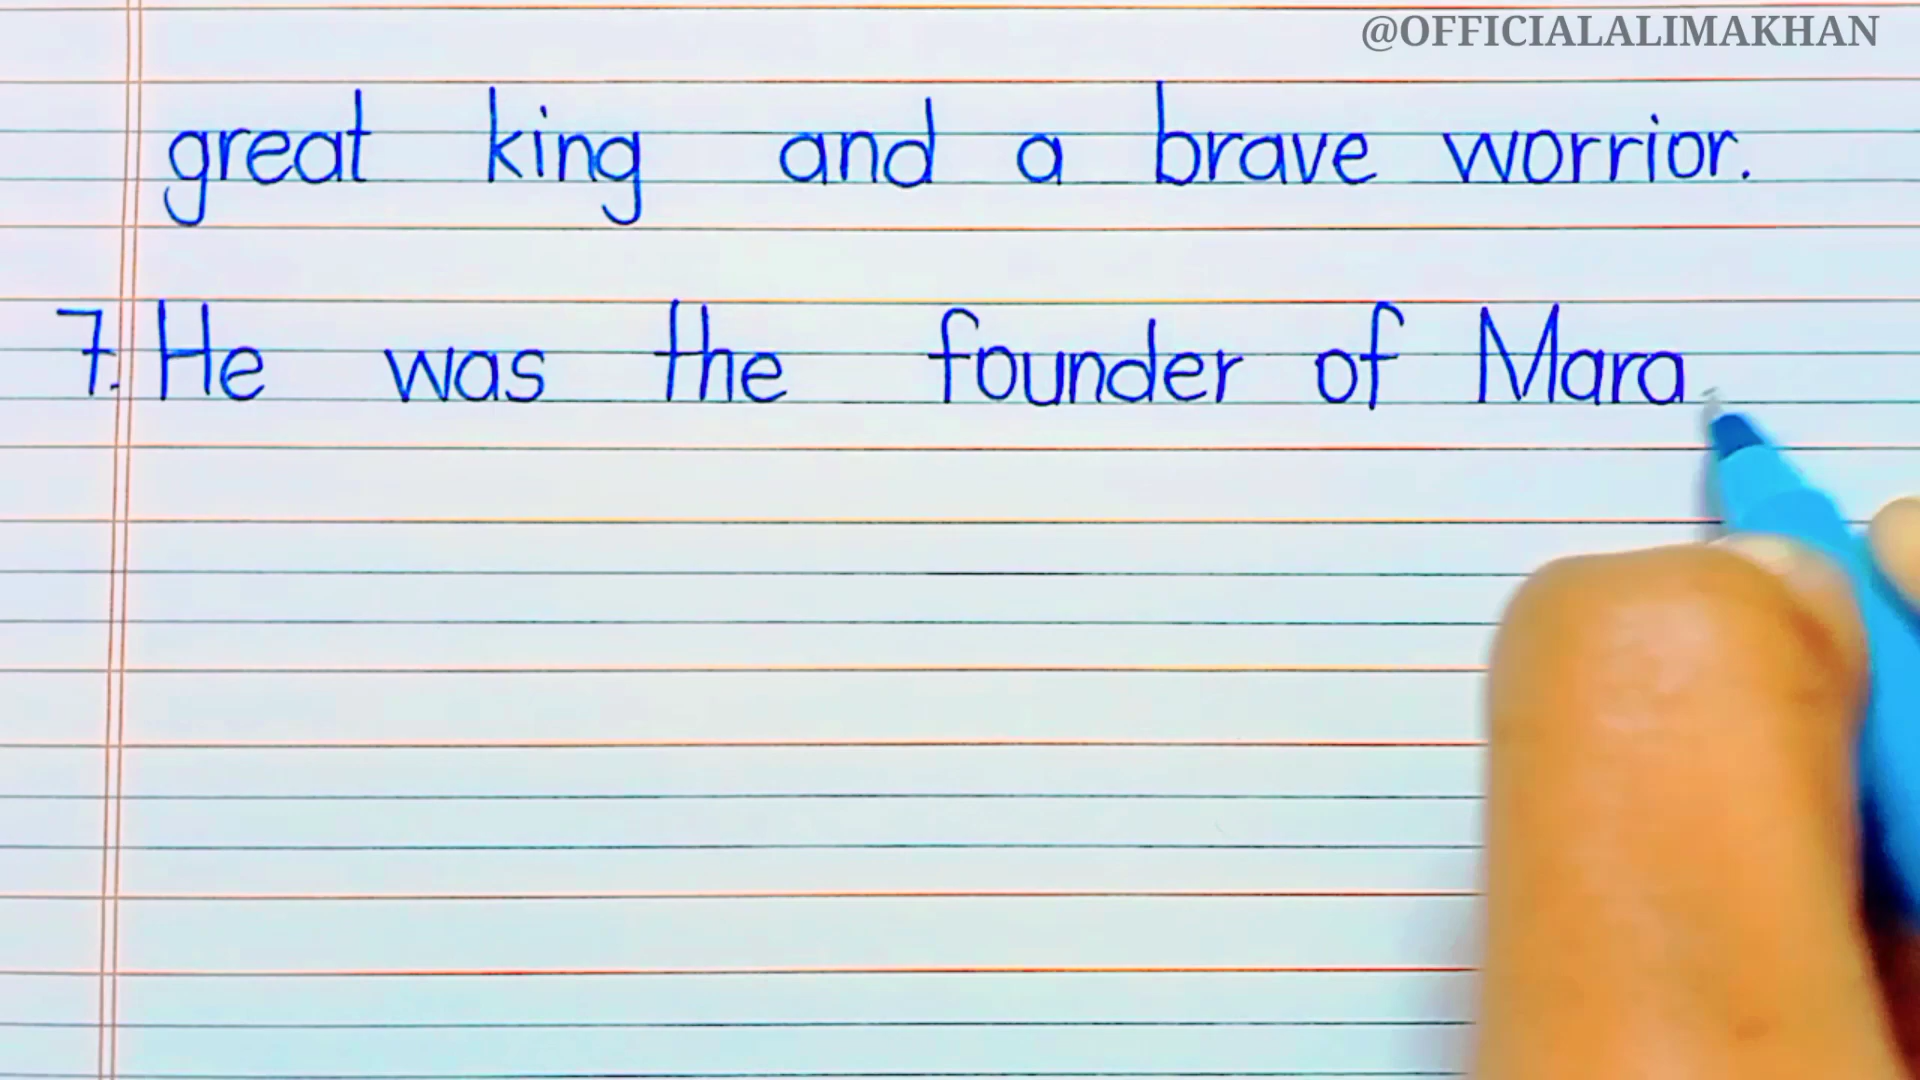 @OFFICIALALIMAKHAN
great king and a brave worrior.
7. He was the founder of Mara